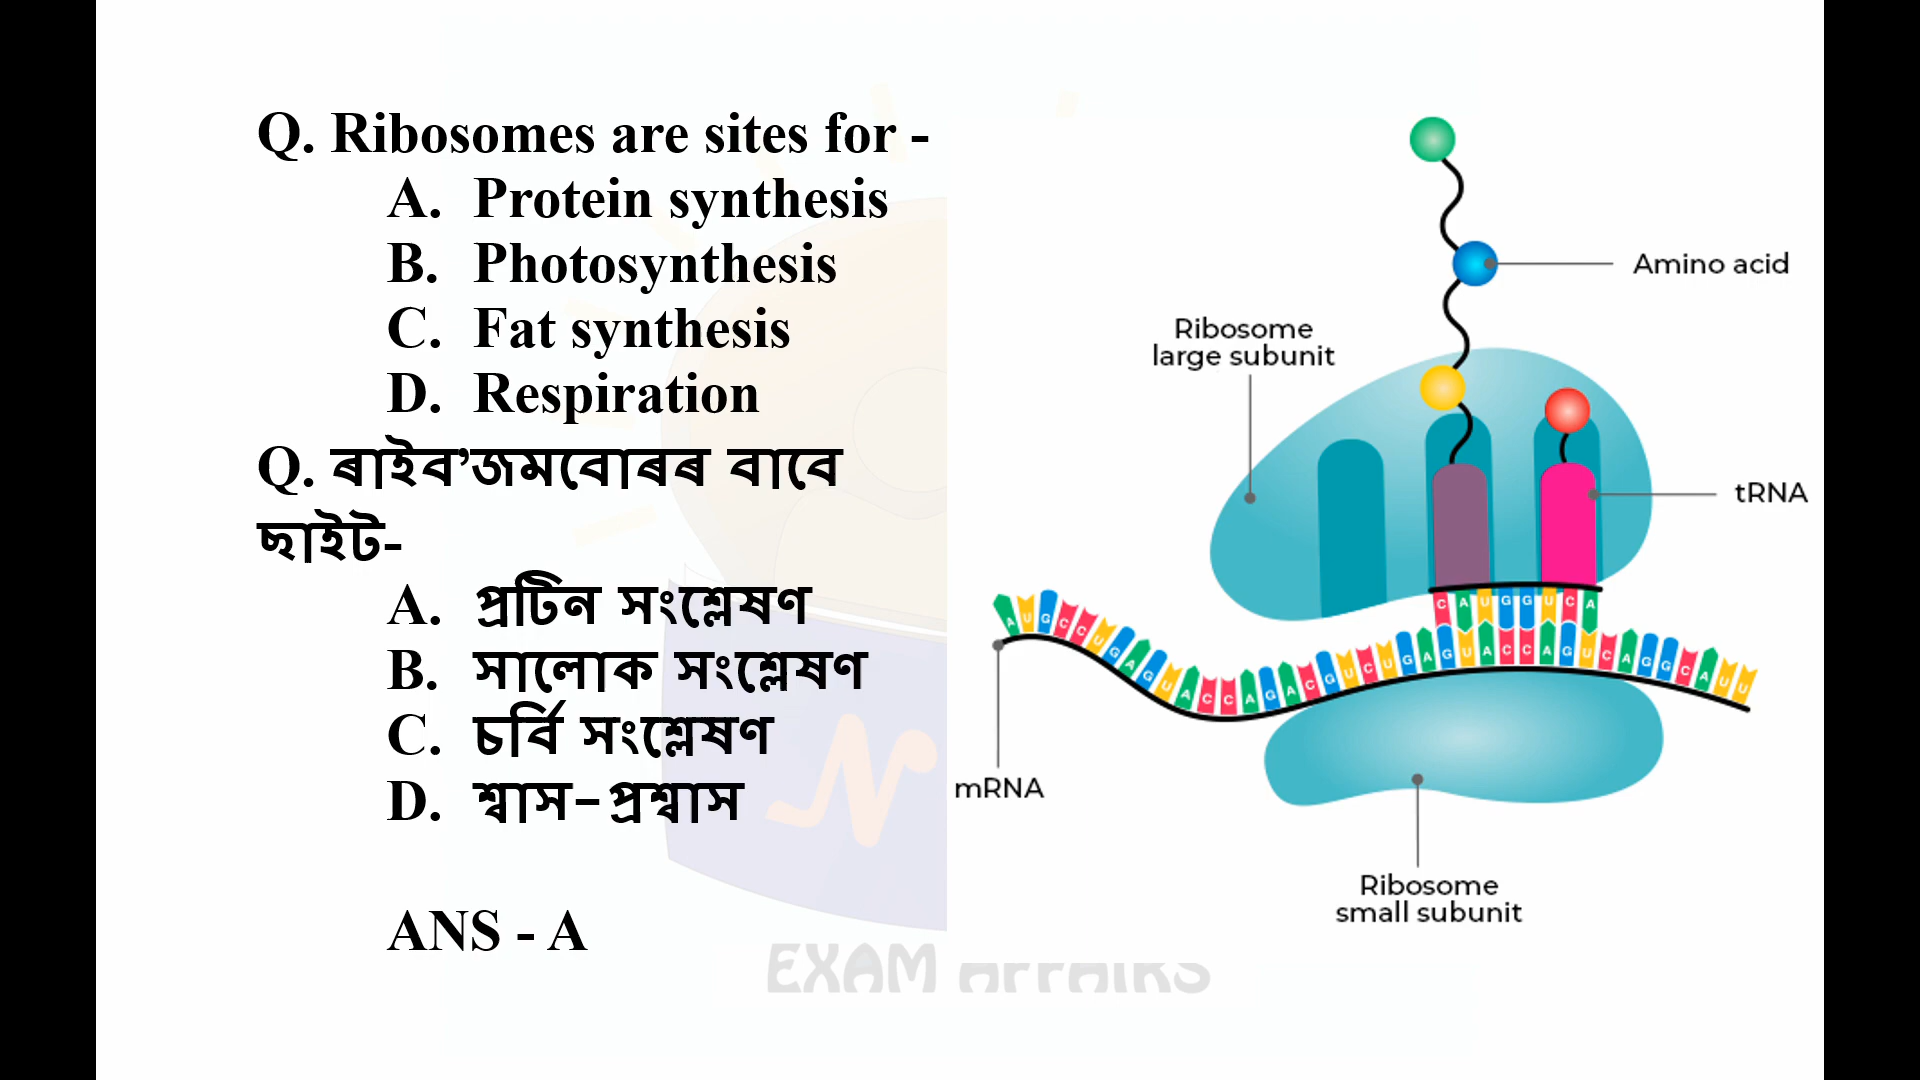 Q. Ribosomes are sites for -
A. Protein synthesis
B. Photosynthesis
C. Fat synthesis
D. Respiration
Q. ৰাইব’জমবোৰৰ বাবে
ছাইট-
A. প্ৰটিন সংশ্লেষণ
B. সালোক সংশ্লেষণ
C. চৰ্বি সংশ্লেষণ
D. শ্বাস-প্ৰশ্বাস
ANS - A
Amino acid
Ribosome
large subunit
tRNA
C A U G G U C A
A U G C C U G A G U A C C A G A C G U C U G A G U A C C A G U C A G G C A U U
mRNA
Ribosome
small subunit
EXAM AFFAIRS